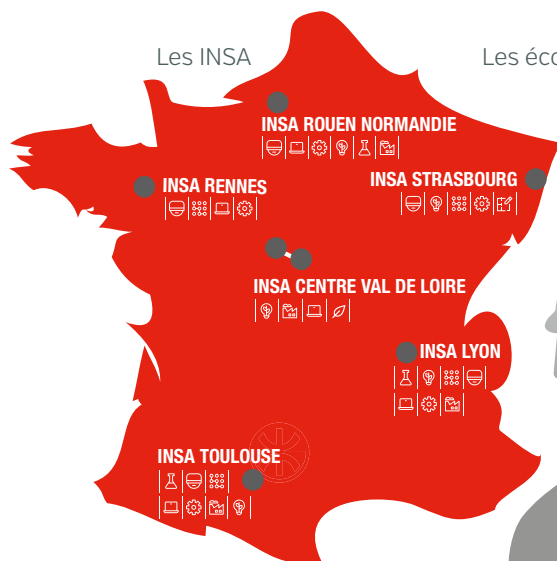 Les INSA
Les éco
INSA ROUEN NORMANDIE
INSA RENNES
INSA STRASBOURG
INSA CENTRE VAL DE LOIRE
INSA LYON
INSA TOULOUSE